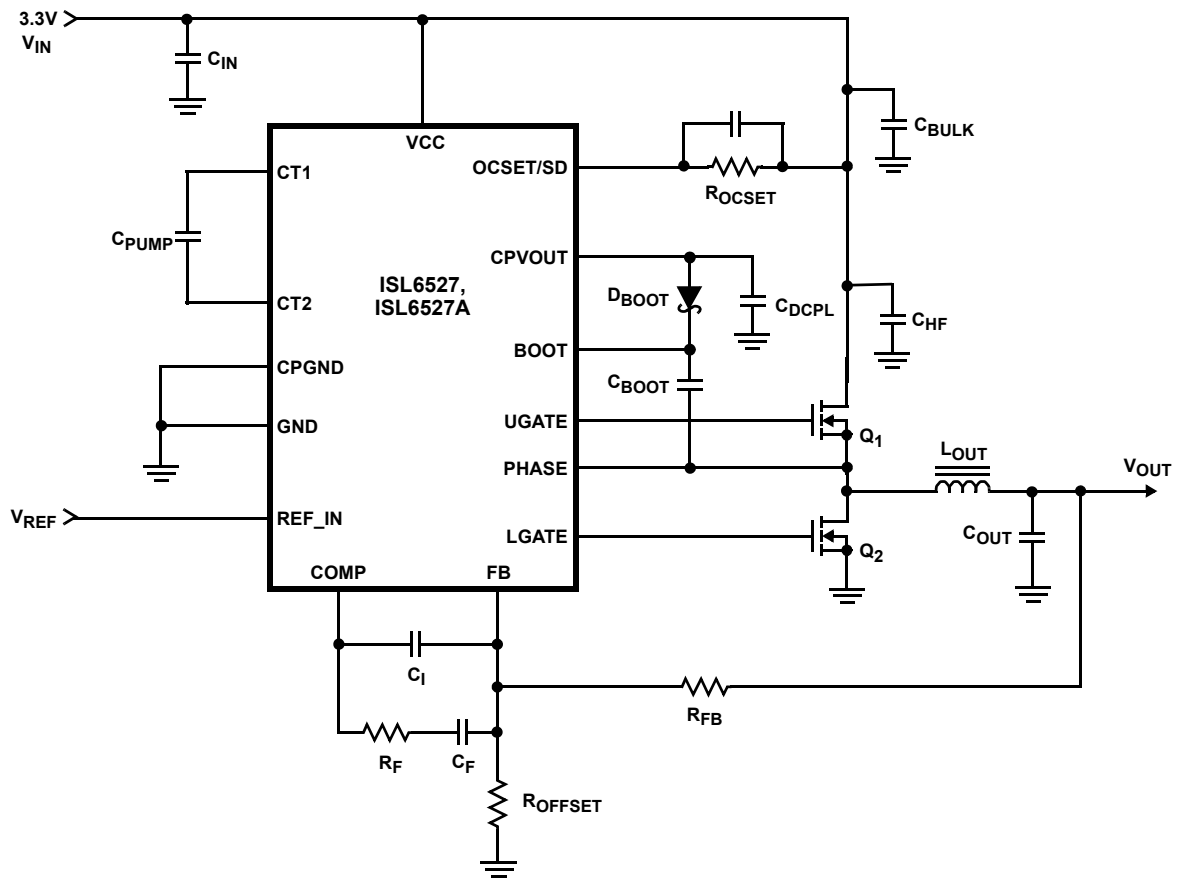 3.3V
VIN
CIN
VCC
CBULK
OCSET/SD
ROCSET
CT1
CPUMP
CT2
ISL6527,
ISL6527A
CPVOUT
DBOOT
CDCPL
CHF
BOOT
CBOOT
CPGND
GND
UGATE
Q1
PHASE
LOUT
VOUT
VREF
REF_IN
LGATE
Q2
COUT
COMP
FB
CI
RFB
RF
CF
ROFFSET